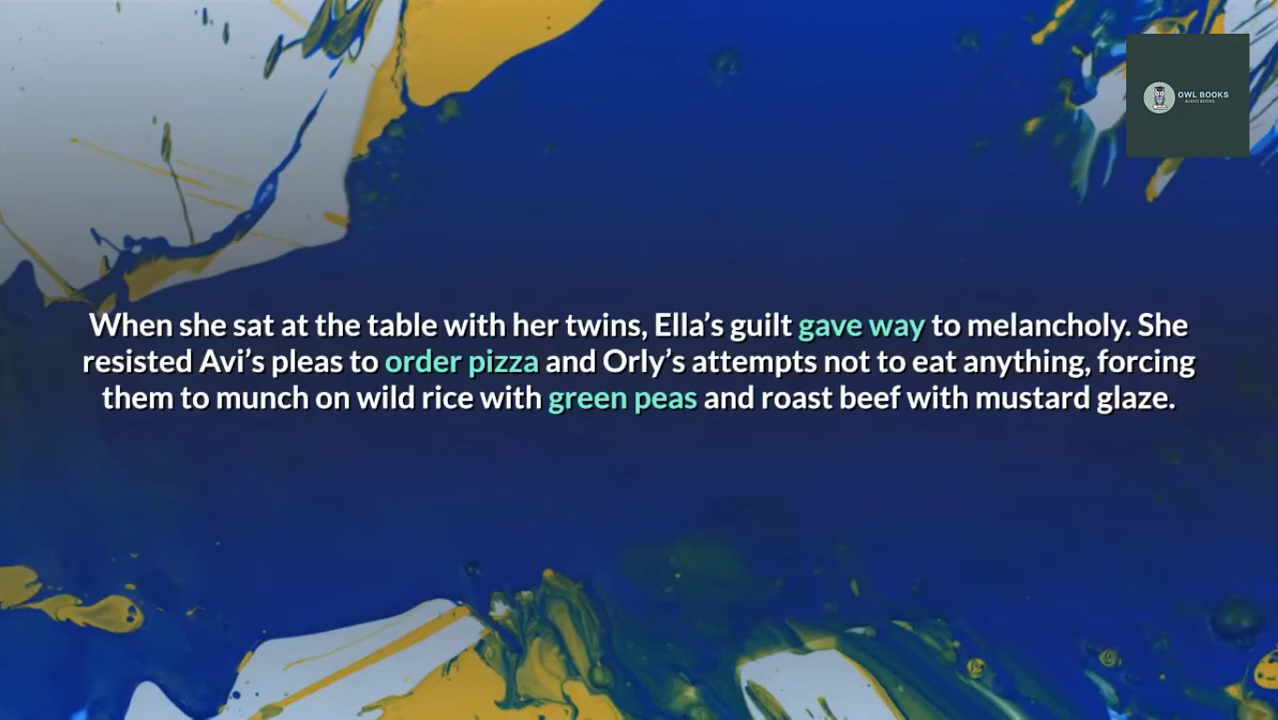 OWL BOOKS
AUDIO BOOKS
When she sat at the table with her twins, Ella’s guilt gave way to melancholy. She
resisted Avi’s pleas to order pizza and Orly’s attempts not to eat anything, forcing
them to munch on wild rice with green peas and roast beef with mustard glaze.